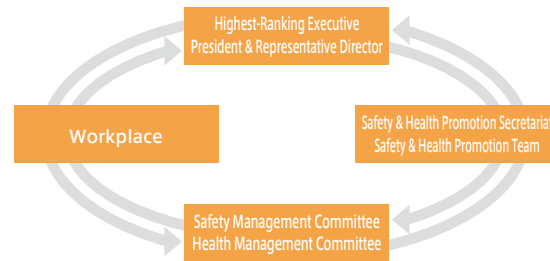 Highest-Ranking Executive
President & Representative Director
Workplace
Safety & Health Promotion Secretariat
Safety & Health Promotion Team
Safety Management Committee
Health Management Committee